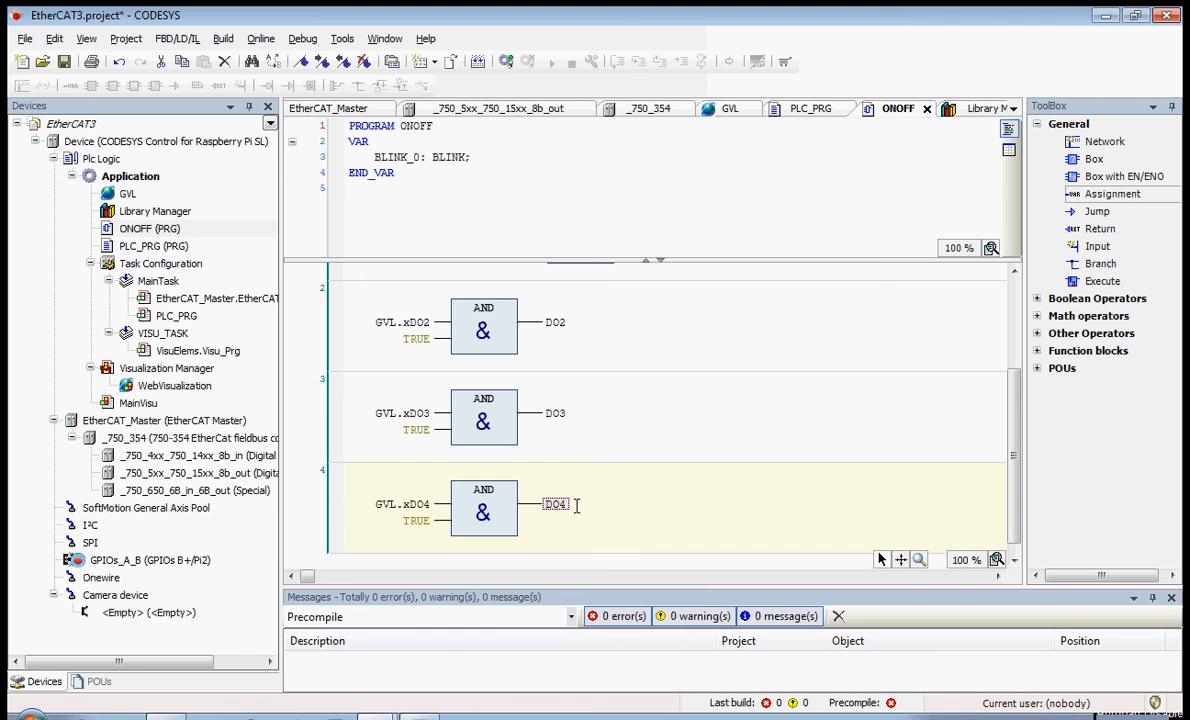 EtherCAT3.project* - CODESYS
File Edit View Project FBD/LD/IL Build Online Debug Tools Window Help
Devices
EtherCAT3
Device (CODESYS Control for Raspberry Pi SL)
Plc Logic
Application
GVL
Library Manager
ONOFF (PRG)
PLC_PRG (PRG)
Task Configuration
MainTask
EtherCAT_Master.EtherCAT
PLC_PRG
VISU_TASK
VisuElems.Visu_Prg
Visualization Manager
WebVisualization
MainVisu
EtherCAT_Master (EtherCAT Master)
_750_354 (750-354 EtherCat fieldbus co
_750_4xx_750_14xx_8b_in (Digital
_750_5xx_750_15xx_8b_out (Digita
_750_650_6B_in_6B_out (Special)
SoftMotion General Axis Pool
I²C
SPI
GPIOs_A_B (GPIOs B+/Pi2)
Onewire
Camera device
<Empty> (<Empty>)
Devices POUs
EtherCAT_Master _750_5xx_750_15xx_8b_out _750_354 GVL PLC_PRG ONOFF Library M
1 PROGRAM ONOFF
2 VAR
3 BLINK_0: BLINK;
4 END_VAR
5
100 %
2
AND
GVL.xDO2 & DO2
TRUE
3
AND
GVL.xDO3 & DO3
TRUE
4
AND
GVL.xDO4 & DO4
TRUE
100 %
ToolBox
General
Network
Box
Box with EN/ENO
-VAR Assignment
Jump
Return
Input
Branch
Execute
Boolean Operators
Math operators
Other Operators
Function blocks
POUs
Messages - Totally 0 error(s), 0 warning(s), 0 message(s)
Precompile 0 error(s) 0 warning(s) 0 message(s)
Description Project Object Position
Last build: 0 0 Precompile: Current user: (nobody)